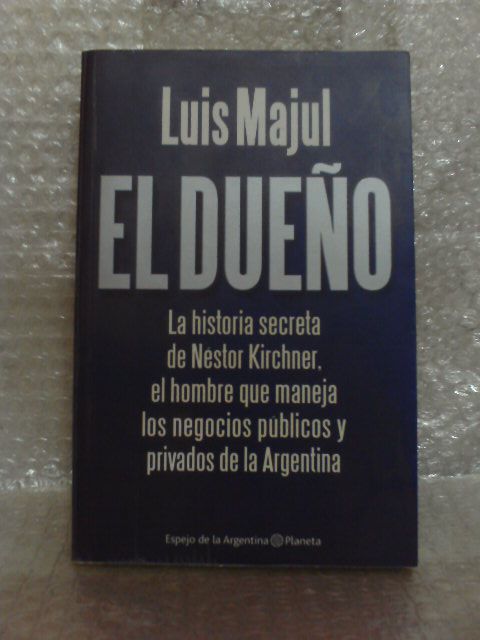 Luis Majul
EL DUEÑO
La historia secreta
de Néstor Kirchner,
el hombre que maneja
los negocios públicos y
privados de la Argentina
Espejo de la Argentina Planeta